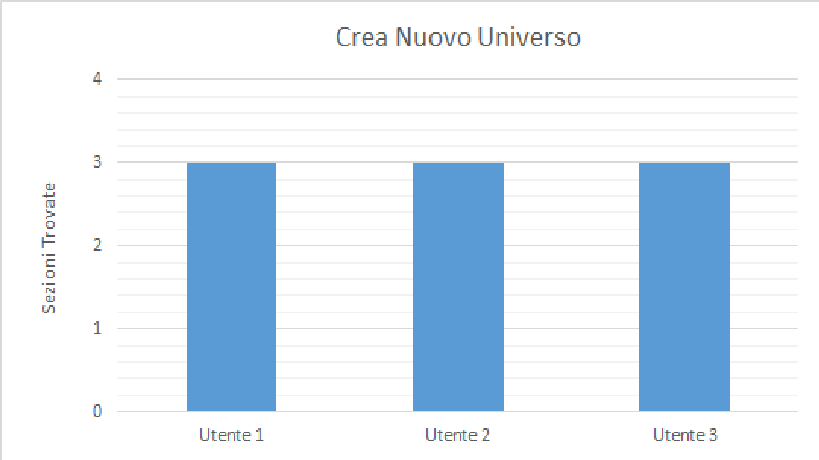 Crea Nuovo Universo
4
3
2
1
0
Sezioni Trovate
Utente 1
Utente 2
Utente 3